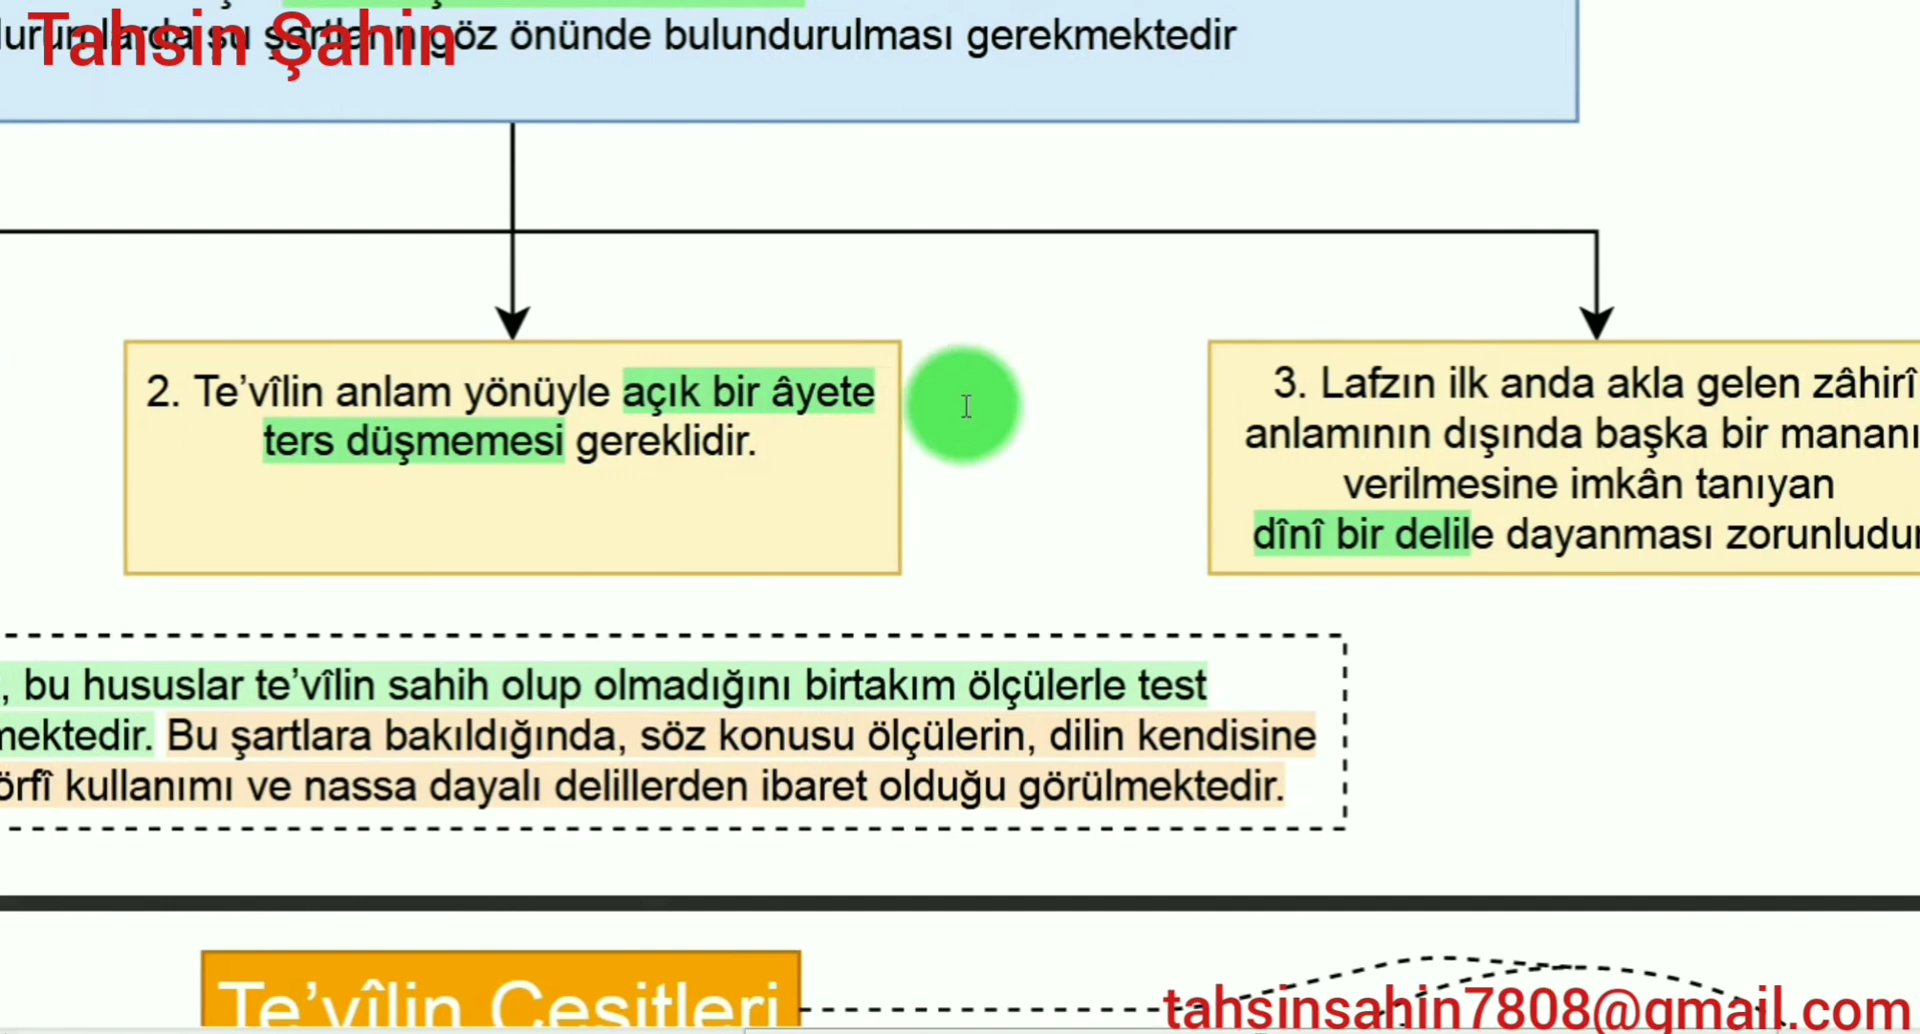 Tahsin Şahin
göz önünde bulundurulması gerekmektedir
2. Te’vîlin anlam yönüyle açık bir âyete
ters düşmemesi gereklidir.
3. Lafzın ilk anda akla gelen zâhirî
anlamının dışında başka bir mananı
verilmesine imkân tanıyan
dînî bir delile dayanması zorunludur
, bu hususlar te’vîlin sahih olup olmadığını birtakım ölçülerle test
mektedir. Bu şartlara bakıldığında, söz konusu ölçülerin, dilin kendisine
örfî kullanımı ve nassa dayalı delillerden ibaret olduğu görülmektedir.
Te’vîlin Çeşitleri
tahsinsahin7808@gmail.com